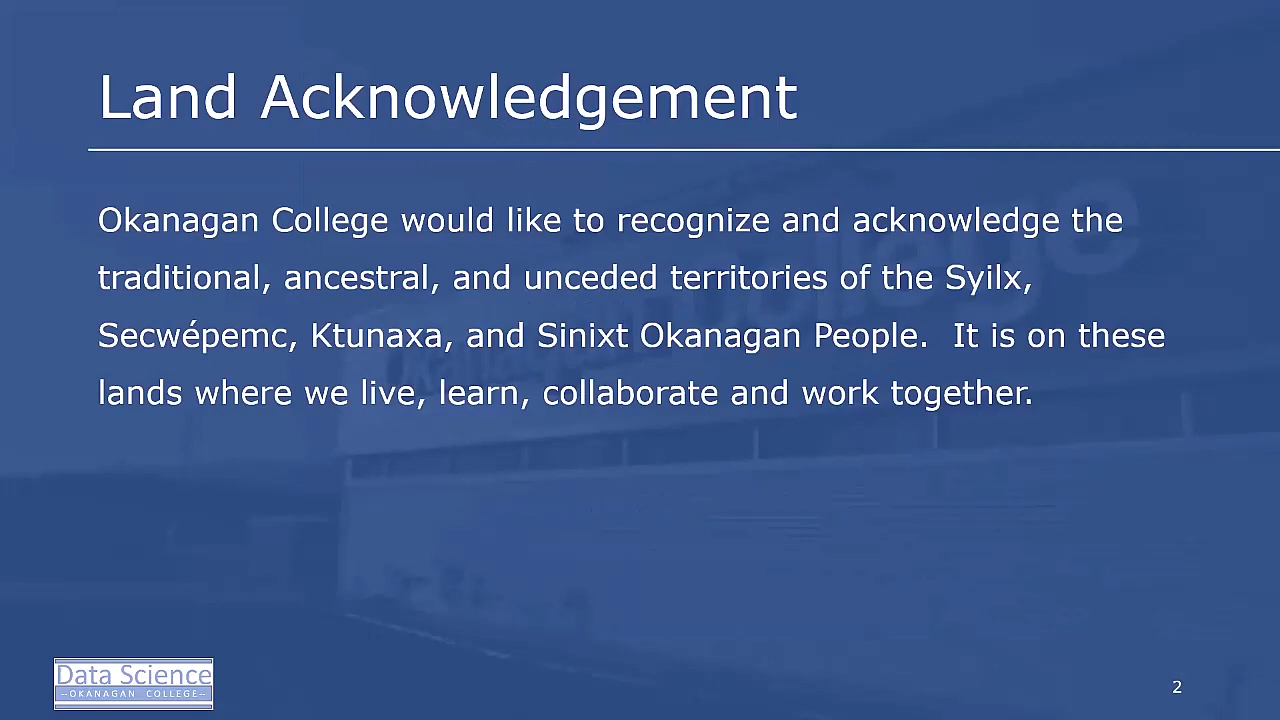 Land Acknowledgement
Okanagan College would like to recognize and acknowledge the
traditional, ancestral, and unceded territories of the Syilx,
Secwépemc, Ktunaxa, and Sinixt Okanagan People.  It is on these
lands where we live, learn, collaborate and work together.
Okanagan College
Data Science
--OKANAGAN COLLEGE--
2